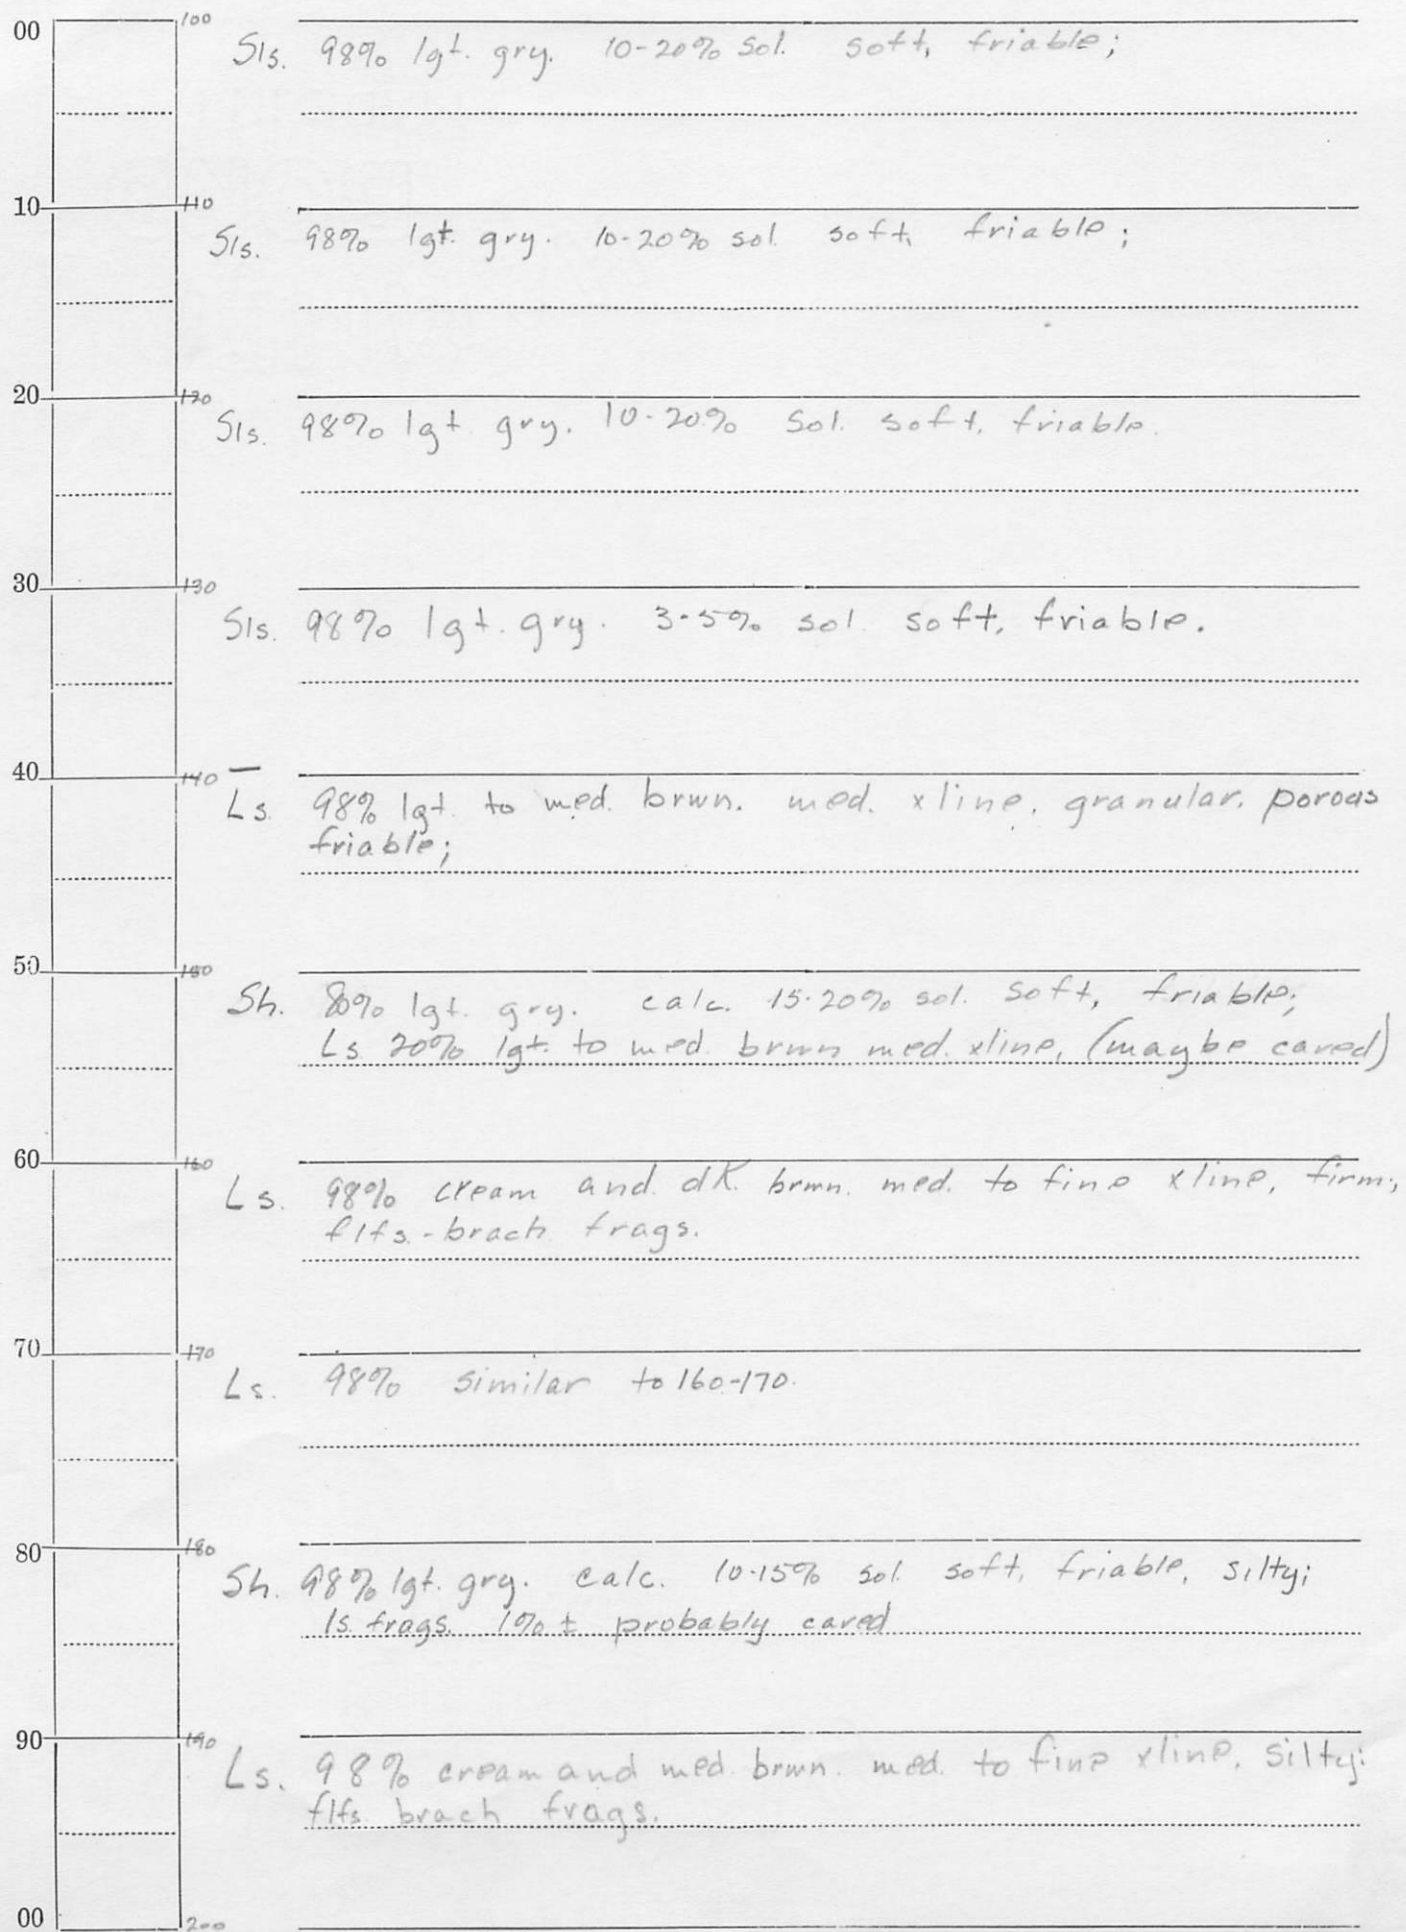 00 100
Sls. 98% lgt. gry. 10-20% sol. soft, friable;
10 110
Sls. 98% lgt. gry. 10-20% sol. soft, friable;
20 120
Sls. 98% lgt gry. 10-20% Sol. soft, friable.
30 130
Sls. 98% lgt. gry. 3-5% sol. soft, friable.
40 140
Ls. 98% lgt. to med. brwn. med. xline, granular, porous
friable;
50 150
Sh. 80% lgt. gry. calc. 15-20% sol. soft, friable;
Ls 20% lgt. to med. brwn med. xline, (maybe caved)
60 160
Ls. 98% cream and dk. brwn. med. to fine xline, firm;
flfs.-brach frags.
70 170
Ls. 98% similar to 160-170.
80 180
Sh. 98% lgt. gry. calc. 10-15% sol. soft, friable, silty;
ls. frags. 1% ± probably caved
90 190
Ls. 98% cream and med. brwn. med. to fine xline, silty;
flfs. brach frags.
00 200